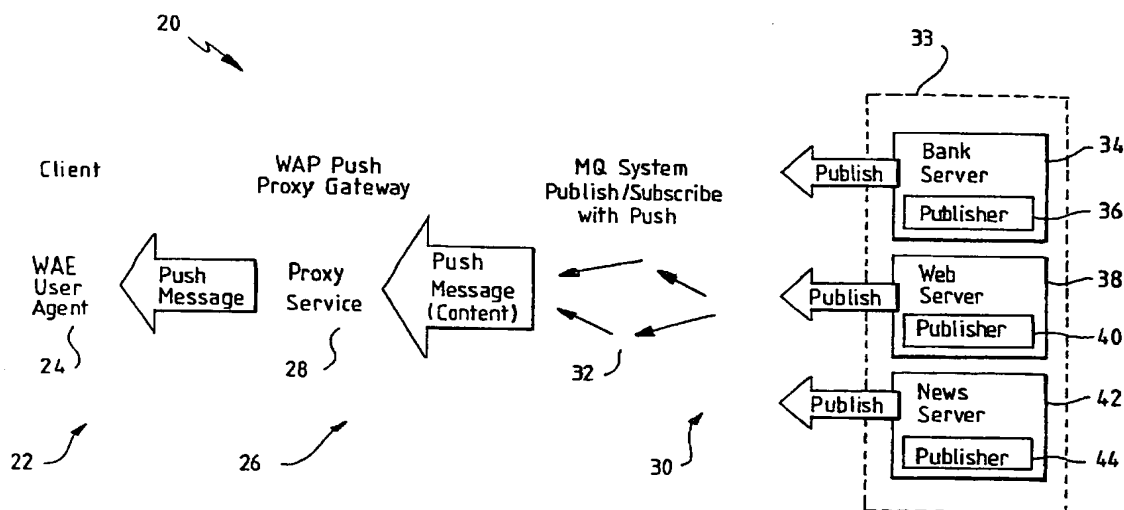 20
33
Client
WAP Push
Proxy Gateway
MQ System
Publish/Subscribe
with Push
Publish
Bank
Server
Publisher
34
36
WAE
User
Agent
Push
Message
Proxy
Service
Push
Message
(Content)
Publish
Web
Server
Publisher
38
40
24
28
32
Publish
News
Server
Publisher
42
44
22
26
30